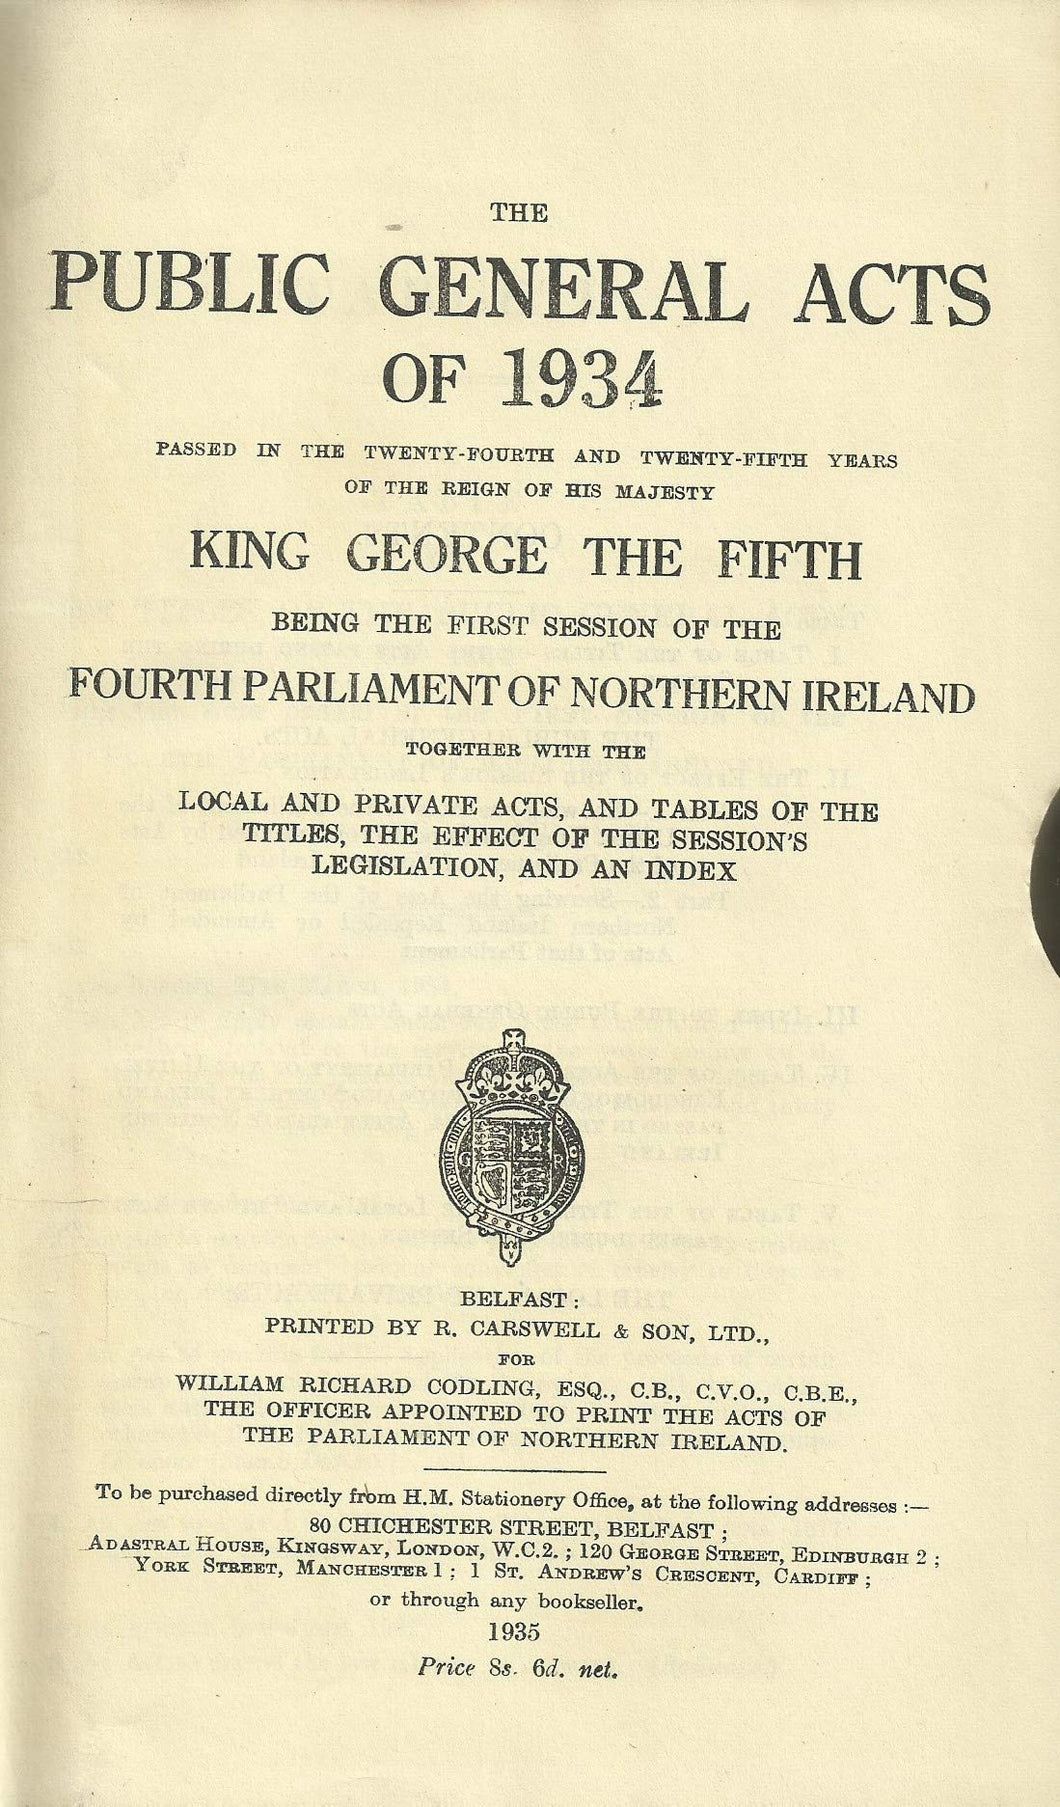 THE
PUBLIC GENERAL ACTS
OF 1934
PASSED IN THE TWENTY-FOURTH AND TWENTY-FIFTH YEARS
OF THE REIGN OF HIS MAJESTY
KING GEORGE THE FIFTH
BEING THE FIRST SESSION OF THE
FOURTH PARLIAMENT OF NORTHERN IRELAND
TOGETHER WITH THE
LOCAL AND PRIVATE ACTS, AND TABLES OF THE
TITLES, THE EFFECT OF THE SESSION'S
LEGISLATION, AND AN INDEX
BELFAST:
PRINTED BY R. CARSWELL & SON, LTD.,
FOR
WILLIAM RICHARD CODLING, ESQ., C.B., C.V.O., C.B.E.,
THE OFFICER APPOINTED TO PRINT THE ACTS OF
THE PARLIAMENT OF NORTHERN IRELAND.
To be purchased directly from H.M. Stationery Office, at the following addresses :—
80 CHICHESTER STREET, BELFAST ;
ADASTRAL HOUSE, KINGSWAY, LONDON, W.C.2. ; 120 GEORGE STREET, EDINBURGH 2 ;
YORK STREET, MANCHESTER 1 ; 1 ST. ANDREW'S CRESCENT, CARDIFF ;
or through any bookseller.
1935
Price 8s. 6d. net.